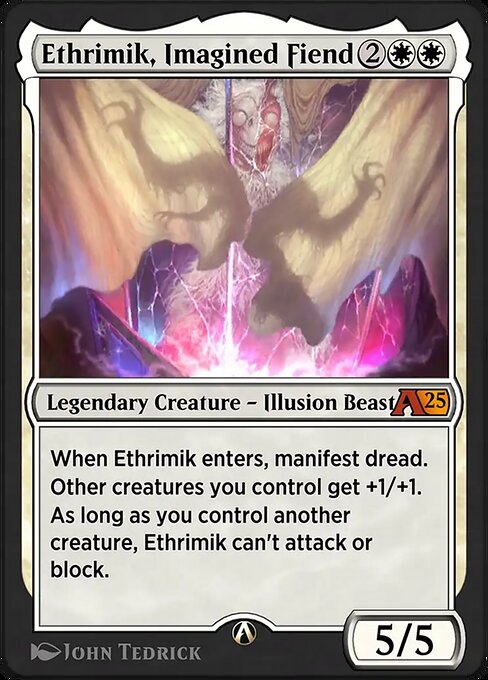 Ethrimik, Imagined Fiend 2
Legendary Creature – Illusion Beast A25
When Ethrimik enters, manifest dread.
Other creatures you control get +1/+1.
As long as you control another
creature, Ethrimik can't attack or
block.
5/5
John Tedrick